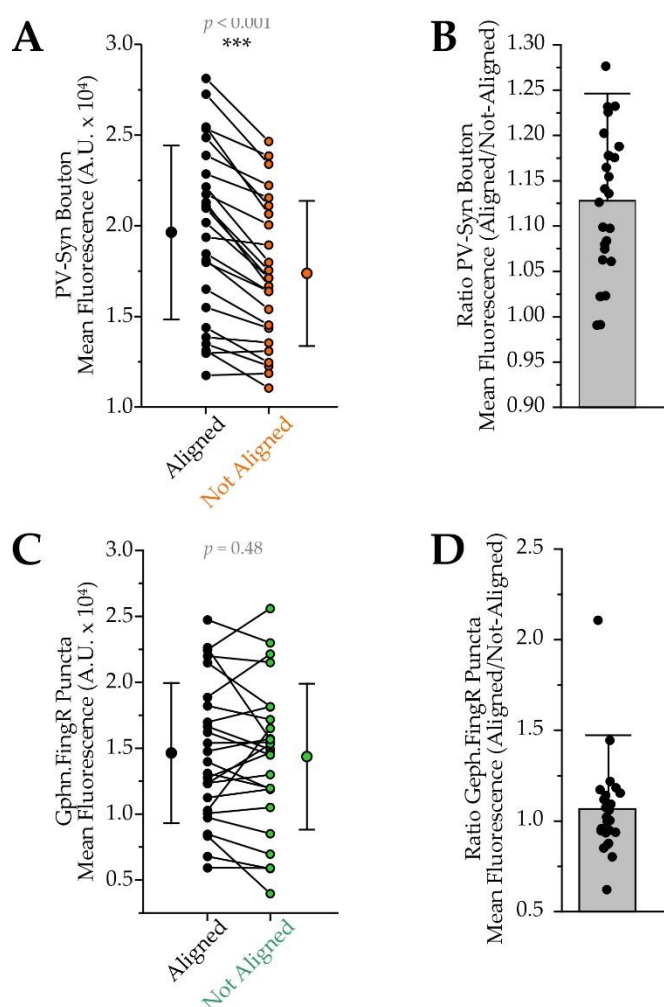 A
p < 0.001
***
PV-Syn Bouton
Mean Fluorescence (A.U. x 10⁴)
3.0
2.5
2.0
1.5
1.0
Aligned
Not Aligned
B
Ratio PV-Syn Bouton
Mean Fluorescence (Aligned/Not-Aligned)
1.30
1.25
1.20
1.15
1.10
1.05
1.00
0.95
0.90
C
p = 0.48
Gphn.FingR Puncta
Mean Fluorescence (A.U. x 10⁴)
3.0
2.5
2.0
1.5
1.0
0.5
Aligned
Not Aligned
D
Ratio Geph.FingR Puncta
Mean Fluorescence (Aligned/Not-Aligned)
2.5
2.0
1.5
1.0
0.5